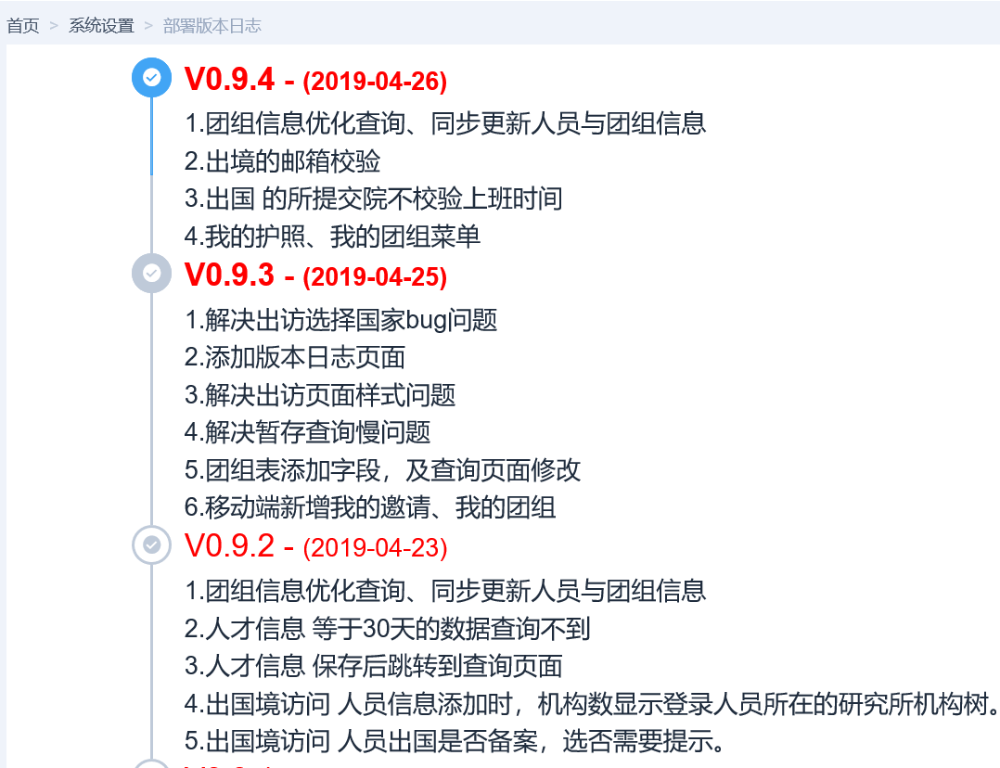 首页 > 系统设置 > 部署版本日志
V0.9.4 - (2019-04-26)
1.团组信息优化查询、同步更新人员与团组信息
2.出境的邮箱校验
3.出国 的所提交院不校验上班时间
4.我的护照、我的团组菜单
V0.9.3 - (2019-04-25)
1.解决出访选择国家bug问题
2.添加版本日志页面
3.解决出访页面样式问题
4.解决暂存查询慢问题
5.团组表添加字段，及查询页面修改
6.移动端新增我的邀请、我的团组
V0.9.2 - (2019-04-23)
1.团组信息优化查询、同步更新人员与团组信息
2.人才信息 等于30天的数据查询不到
3.人才信息 保存后跳转到查询页面
4.出国境访问 人员信息添加时，机构数显示登录人员所在的研究所机构树。
5.出国境访问 人员出国是否备案，选否需要提示。